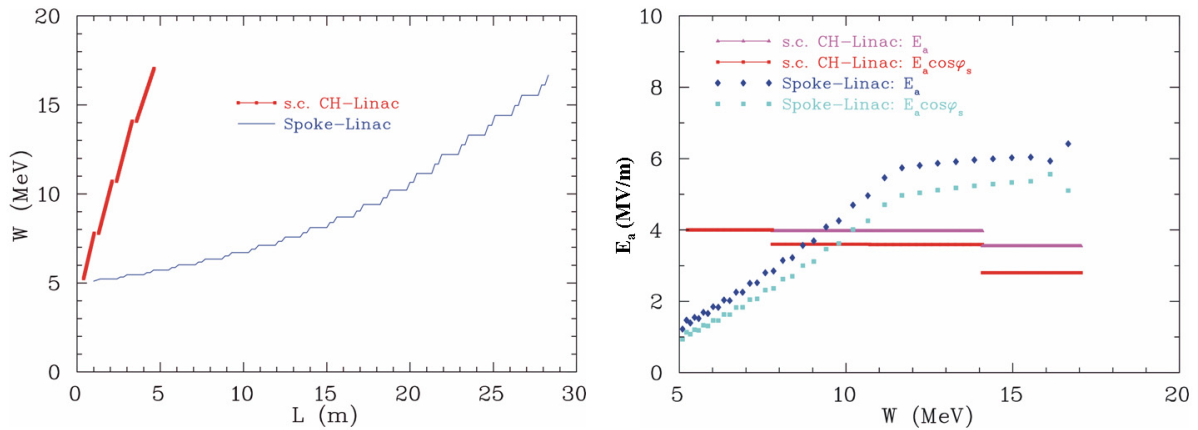 20
15
10
5
0
W (MeV)
s.c. CH-Linac
Spoke-Linac
0 5 10 15 20 25 30
L (m)
10
8
6
4
2
0
Ea (MV/m)
s.c. CH-Linac: Ea
s.c. CH-Linac: Eacosφs
Spoke-Linac: Ea
Spoke-Linac: Eacosφs
5 10 15 20
W (MeV)